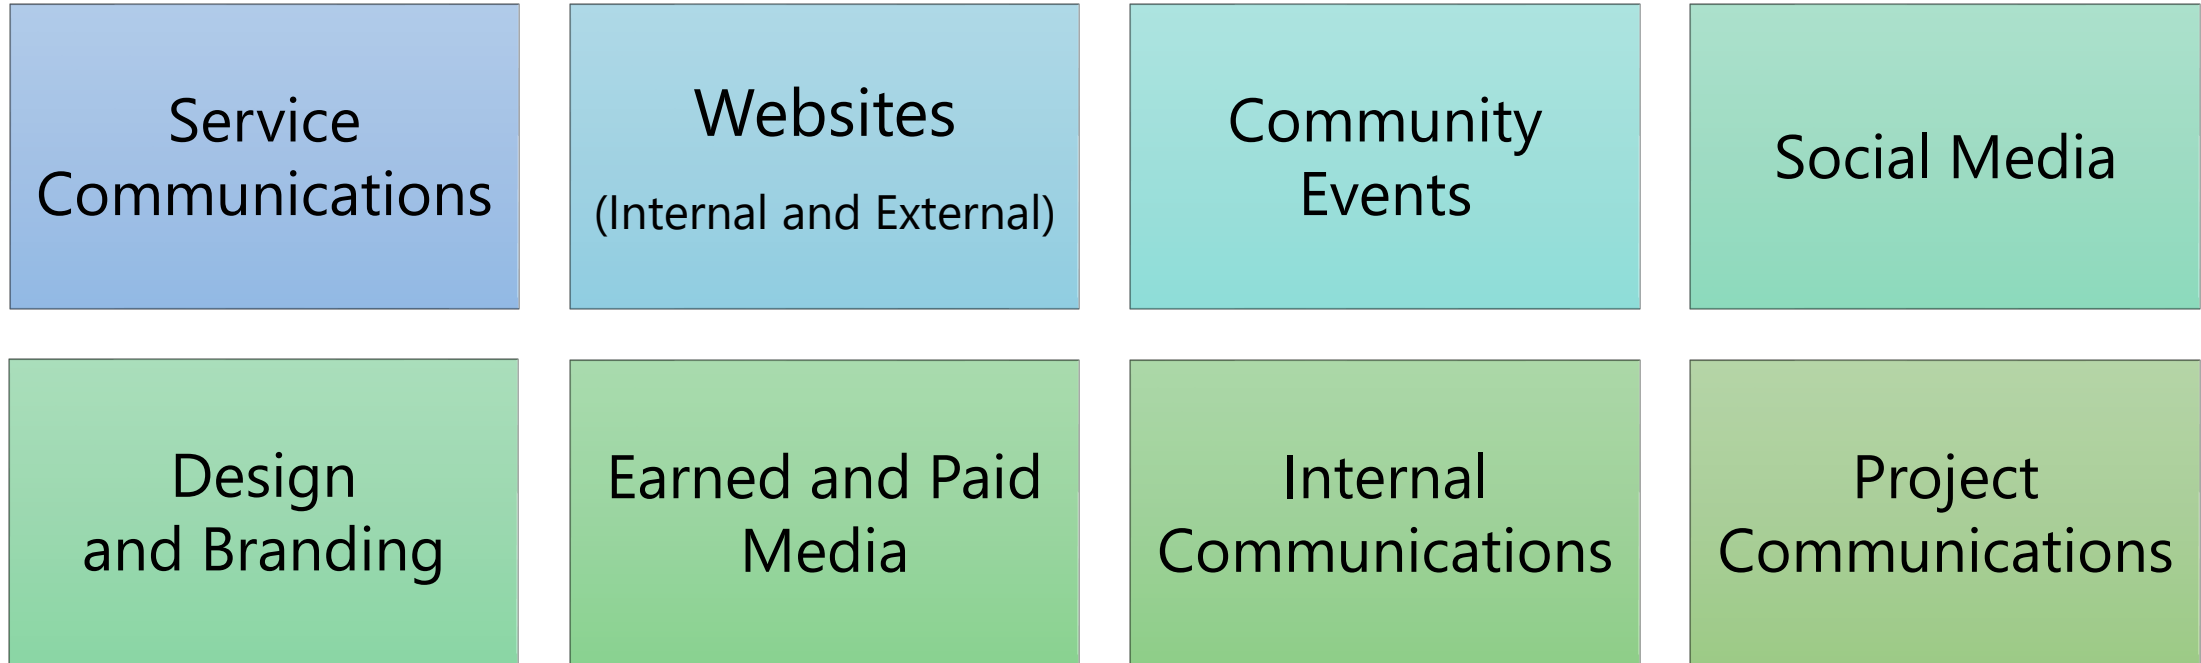 Service
Communications
Websites
(Internal and External)
Community
Events
Social Media
Design
and Branding
Earned and Paid
Media
Internal
Communications
Project
Communications